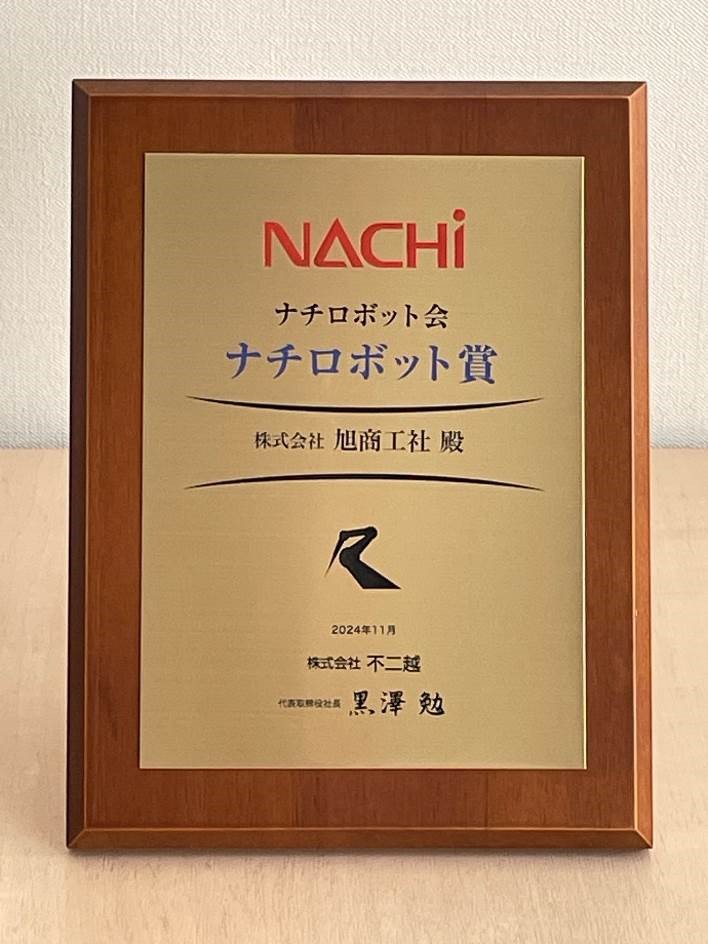 NACHi
ナチロボット会
ナチロボット賞
株式会社 旭商工社 殿
2024年11月
株式会社 不二越
代表取締役社長 黒澤 勉